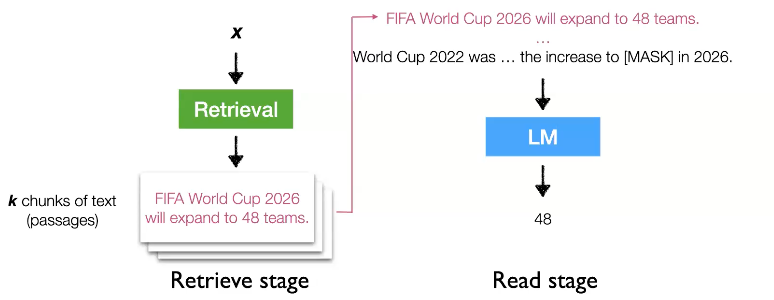 x
Retrieval
k chunks of text
(passages)
FIFA World Cup 2026
will expand to 48 teams.
Retrieve stage
FIFA World Cup 2026 will expand to 48 teams.
...
World Cup 2022 was … the increase to [MASK] in 2026.
LM
48
Read stage